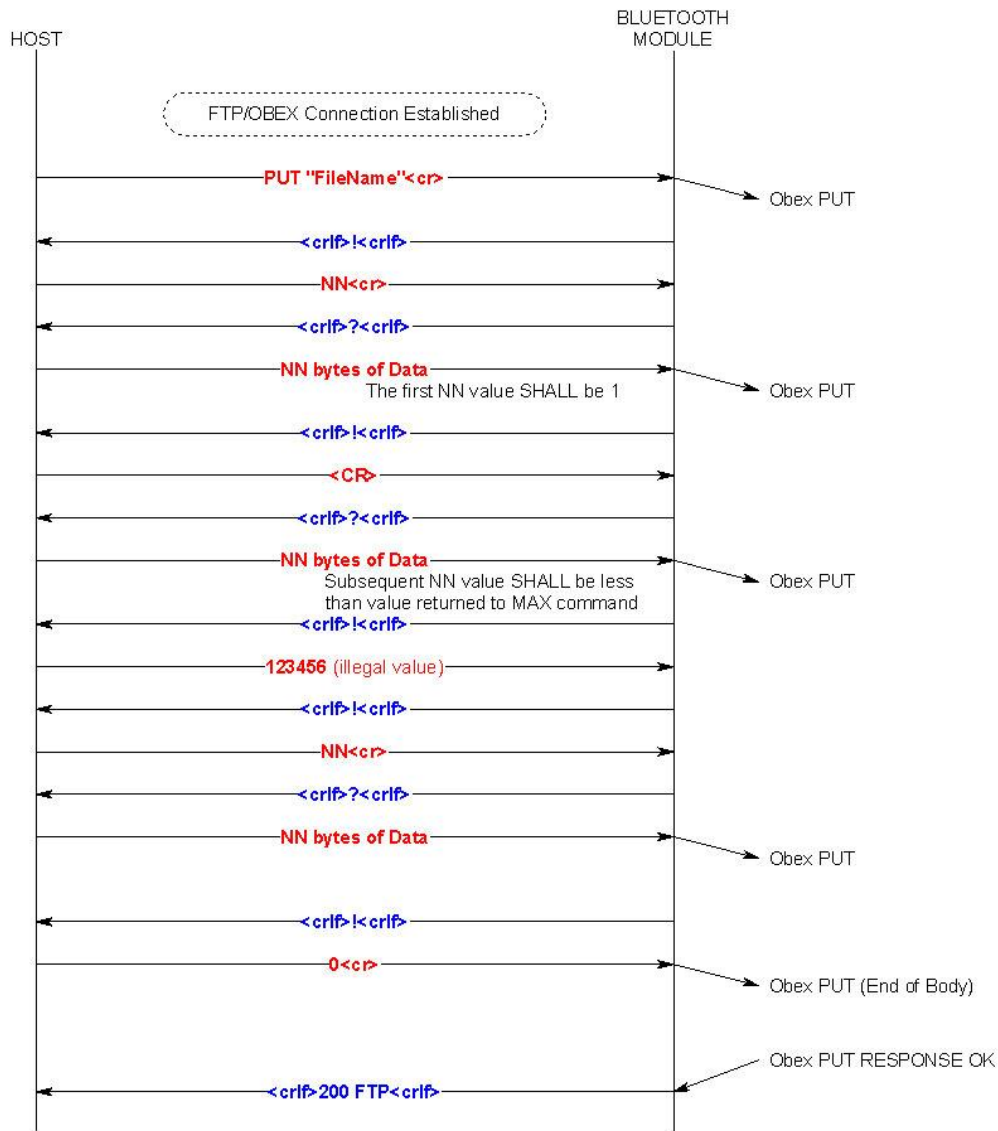 BLUETOOTH
HOST
MODULE
FTP/OBEX Connection Established
PUT "FileName"<cr>
Obex PUT
<crlf>!<crlf>
NN<cr>
<crlf>?<crlf>
NN bytes of Data
The first NN value SHALL be 1
Obex PUT
<crlf>!<crlf>
<CR>
<crlf>?<crlf>
NN bytes of Data
Obex PUT
Subsequent NN value SHALL be less
than value returned to MAX command
<crlf>!<crlf>
123456 (illegal value)
<crlf>!<crlf>
NN<cr>
<crlf>?<crlf>
NN bytes of Data
Obex PUT
<crlf>!<crlf>
0<cr>
Obex PUT (End of Body)
Obex PUT RESPONSE OK
<crlf>200 FTP<crlf>